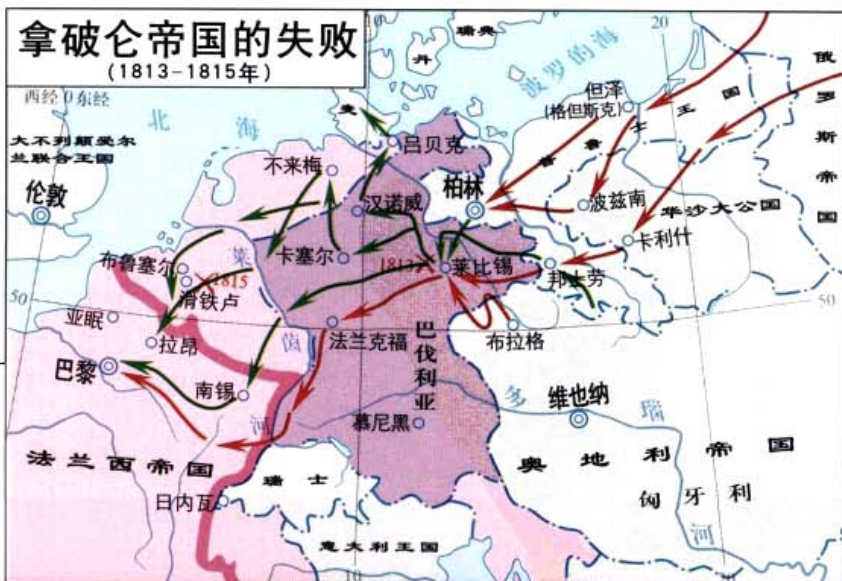 拿破仑帝国的失败
(1813-1815年)
10
20
瑞典
丹
麦
波罗的海
俄罗斯帝国
西经 0 东经
北海
大不列颠爱尔
兰联合王国
伦敦
但泽
(格但斯克)
普鲁士王国
吕贝克
不来梅
汉诺威
柏林
波兹南
华沙大公国
卡利什
布鲁塞尔
1815
滑铁卢
莱茵河
卡塞尔
1813
莱比锡
邦士劳
50
50
亚眠
拉昂
法兰克福
巴伐利亚
布拉格
巴黎
南锡
多瑙河
维也纳
慕尼黑
法兰西帝国
奥地利帝国
瑞士
匈牙利
日内瓦
意大利王国
10